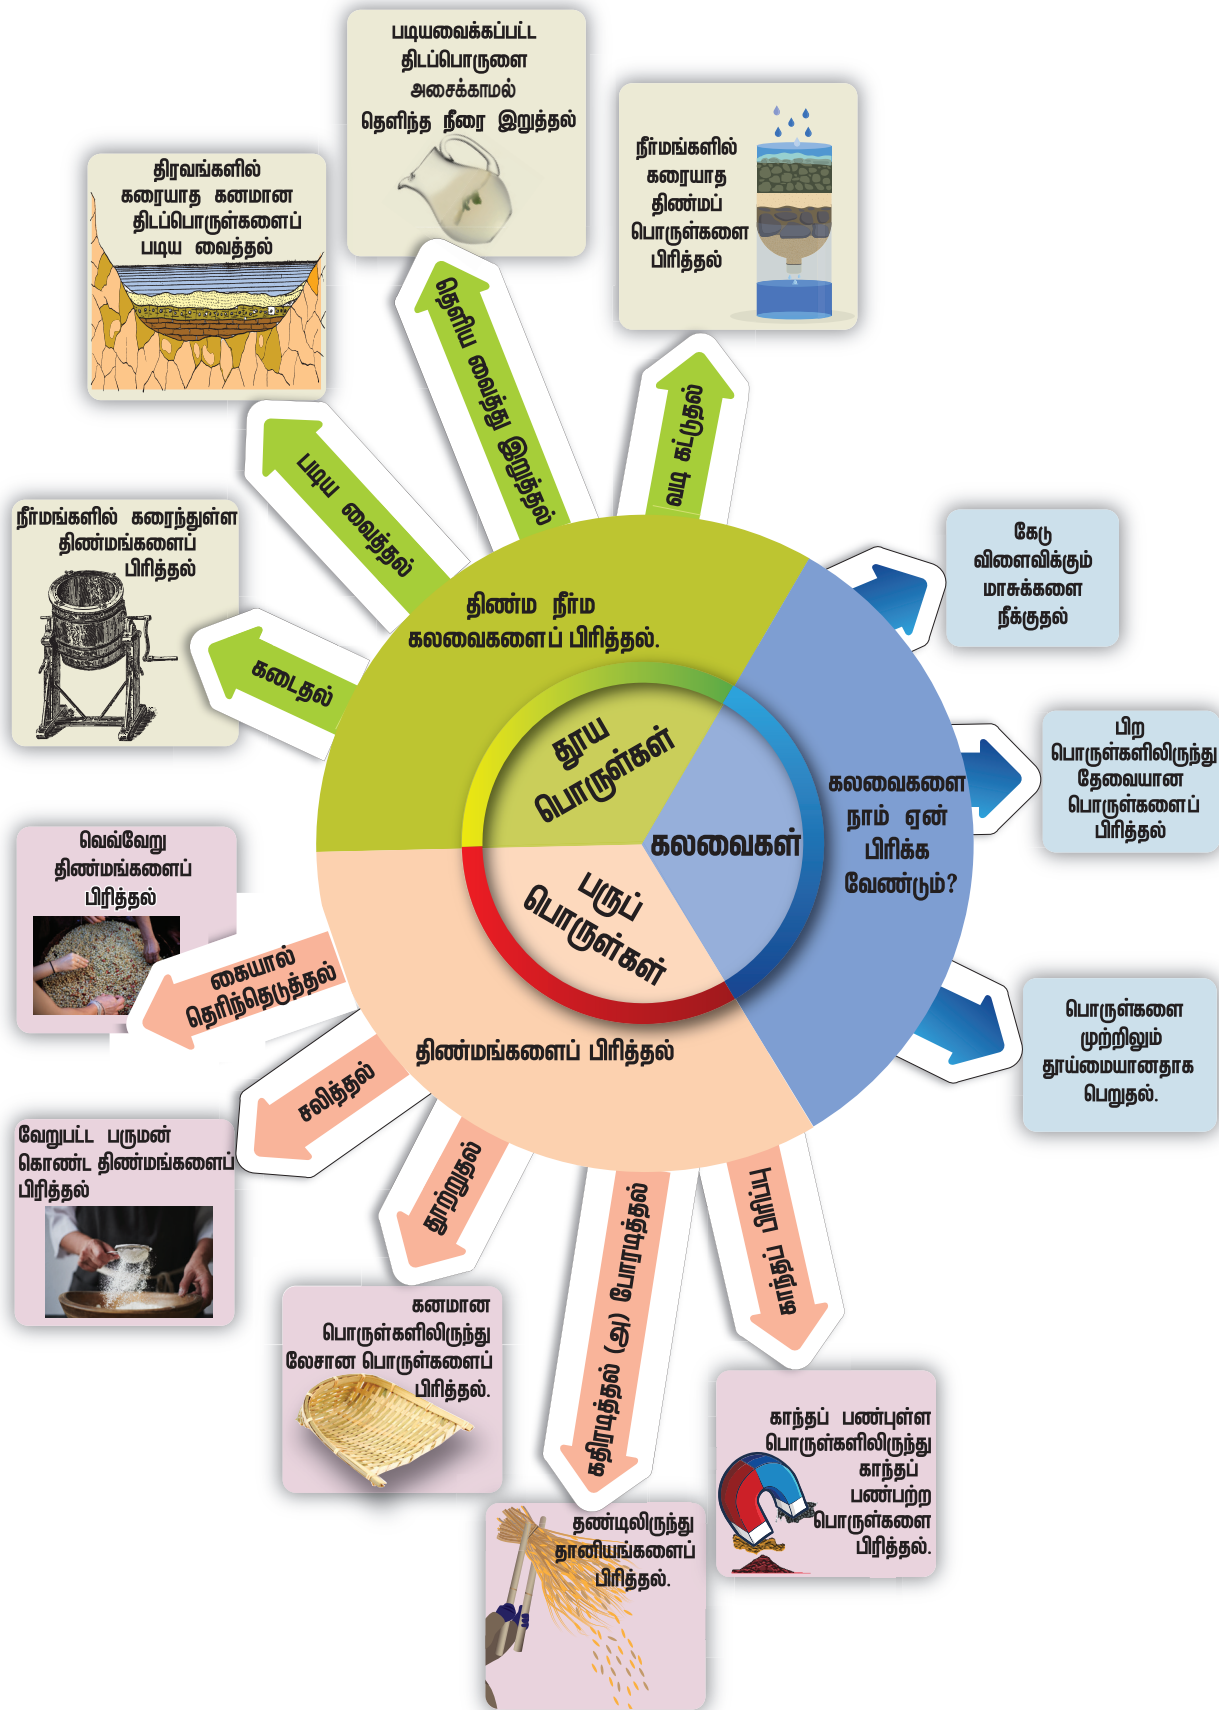 படியவைக்கப்பட்ட
திடப்பொருளை
அசைக்காமல்
தெளிந்த நீரை இறுத்தல்
நீர்மங்களில்
கரையாத
திண்மப்
பொருள்களை
பிரித்தல்
திரவங்களில்
கரையாத கனமான
திடப்பொருள்களைப்
படிய வைத்தல்
தெளிய வைத்து இறுத்தல்
வடி கட்டுதல்
படிய வைத்தல்
நீர்மங்களில் கரைந்துள்ள
திண்மங்களைப்
பிரித்தல்
கடைதல்
கேடு
விளைவிக்கும்
மாசுக்களை
நீக்குதல்
திண்ம நீர்ம
கலவைகளைப் பிரித்தல்.
தூய
பொருள்கள்
கலவைகள்
பருப்
பொருள்கள்
கலவைகளை
நாம் ஏன்
பிரிக்க
வேண்டும்?
பிற
பொருள்களிலிருந்து
தேவையான
பொருள்களைப்
பிரித்தல்
வெவ்வேறு
திண்மங்களைப்
பிரித்தல்
கையால்
தெரிந்தெடுத்தல்
திண்மங்களைப் பிரித்தல்
பொருள்களை
முற்றிலும்
தூய்மையானதாக
பெறுதல்.
சலித்தல்
வேறுபட்ட பருமன்
கொண்ட திண்மங்களைப்
பிரித்தல்
தூற்றுதல்
கதிரடித்தல் (அ) போரடித்தல்
காந்தப் பிரிப்பு
கனமான
பொருள்களிலிருந்து
லேசான பொருள்களைப்
பிரித்தல்.
காந்தப் பண்புள்ள
பொருள்களிலிருந்து
காந்தப்
பண்பற்ற
பொருள்களை
பிரித்தல்.
தண்டிலிருந்து
தானியங்களைப்
பிரித்தல்.